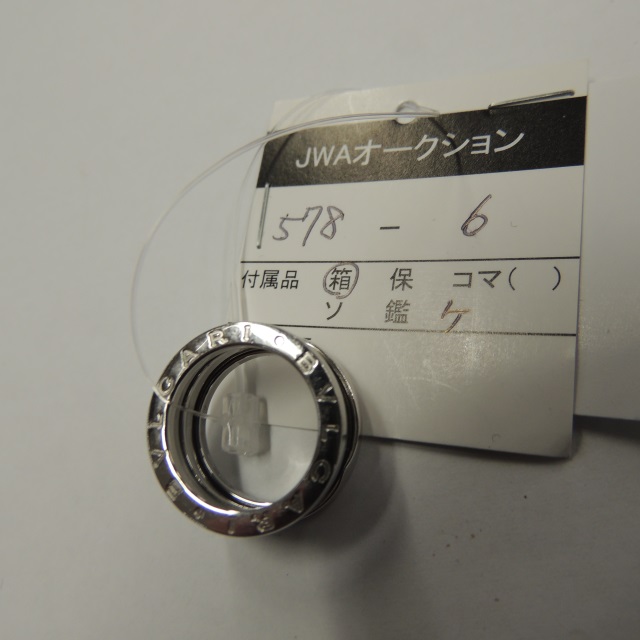 JWAオークション
578 - 6
付属品 箱 保 コマ( )
ソ 鑑 ケ
BVLGARI BVLGARI